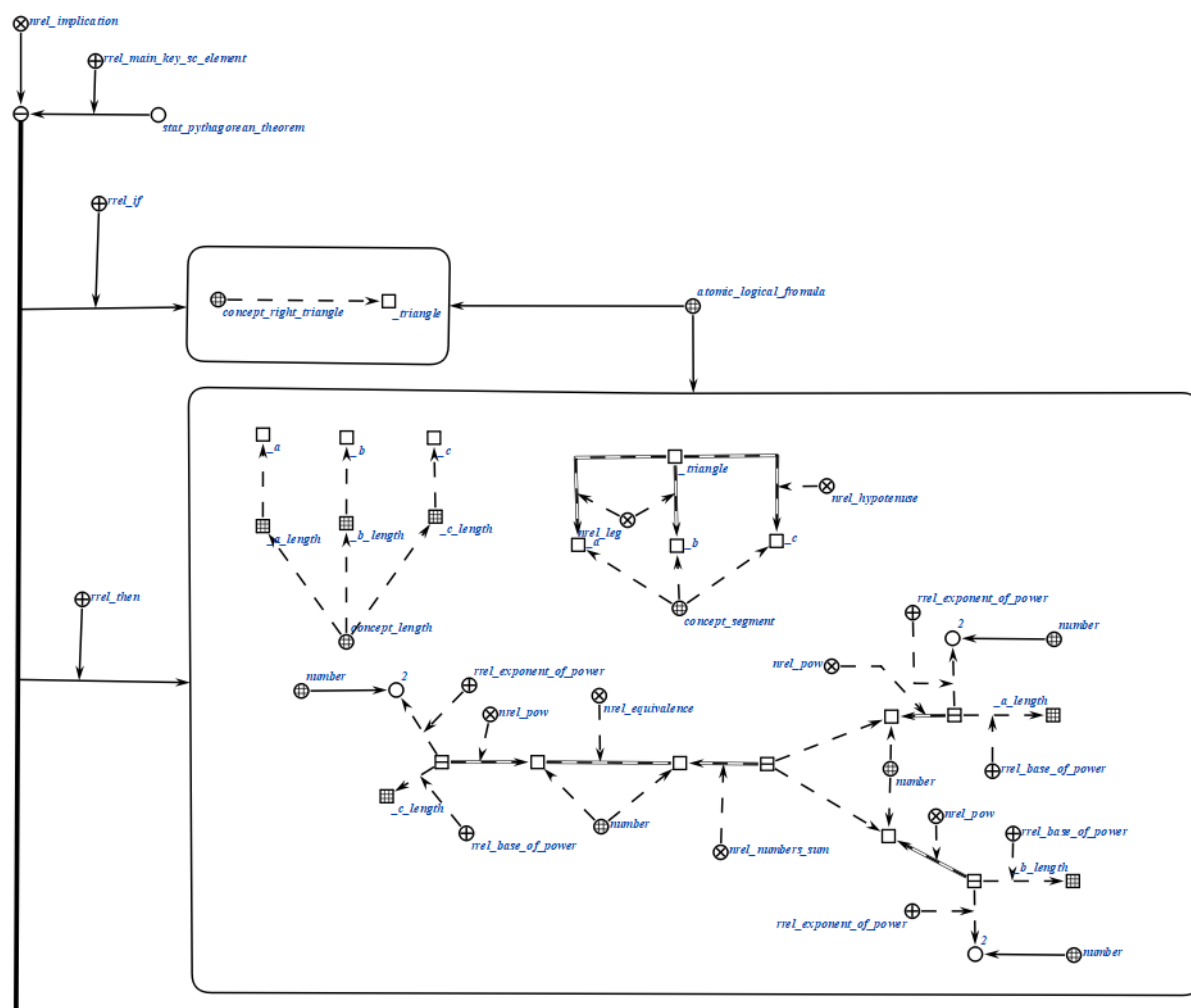 nrel_implication
rrel_main_key_sc_element
stat_pythagorean_theorem
rrel_if
concept_right_triangle
_triangle
atomic_logical_fromula
_a
_b
_c
_triangle
nrel_hypotenuse
_a_length
_b_length
_c_length
nrel_leg
_a
_b
_c
rrel_then
concept_length
concept_segment
rrel_exponent_of_power
2
number
nrel_pow
number
2
rrel_exponent_of_power
nrel_pow
nrel_equivalence
_a_length
number
rrel_base_of_power
_c_length
number
nrel_pow
rrel_base_of_power
rrel_base_of_power
nrel_numbers_sum
_b_length
rrel_exponent_of_power
2
number